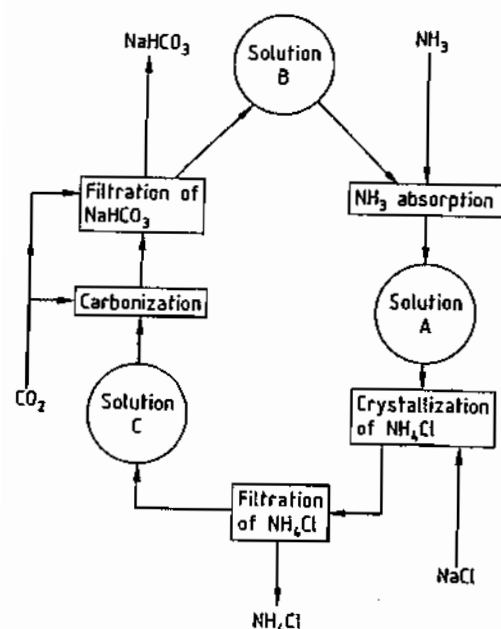 NaHCO₃
Solution
B
NH₃
Filtration of
NaHCO₃
NH₃ absorption
Carbonization
Solution
A
CO₂
Solution
C
Crystallization
of NH₄Cl
Filtration
of NH₄Cl
NaCl
NH₄Cl